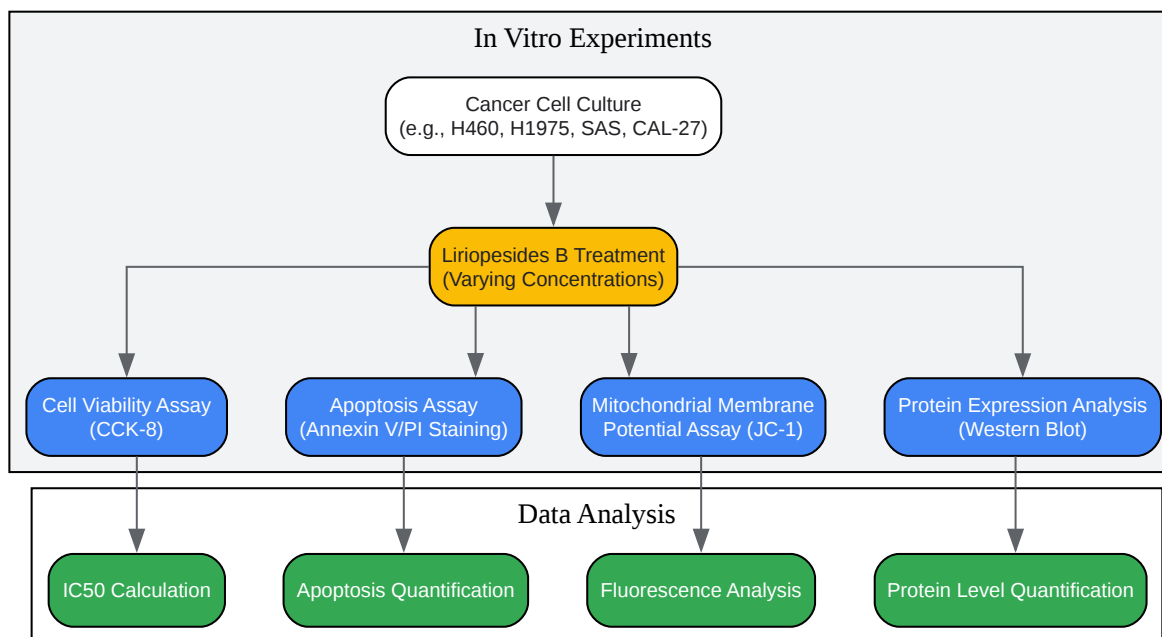 In Vitro Experiments
Cancer Cell Culture
(e.g., H460, H1975, SAS, CAL-27)
Liriopesides B Treatment
(Varying Concentrations)
Cell Viability Assay
(CCK-8)
Apoptosis Assay
(Annexin V/PI Staining)
Mitochondrial Membrane
Potential Assay (JC-1)
Protein Expression Analysis
(Western Blot)
Data Analysis
IC50 Calculation
Apoptosis Quantification
Fluorescence Analysis
Protein Level Quantification